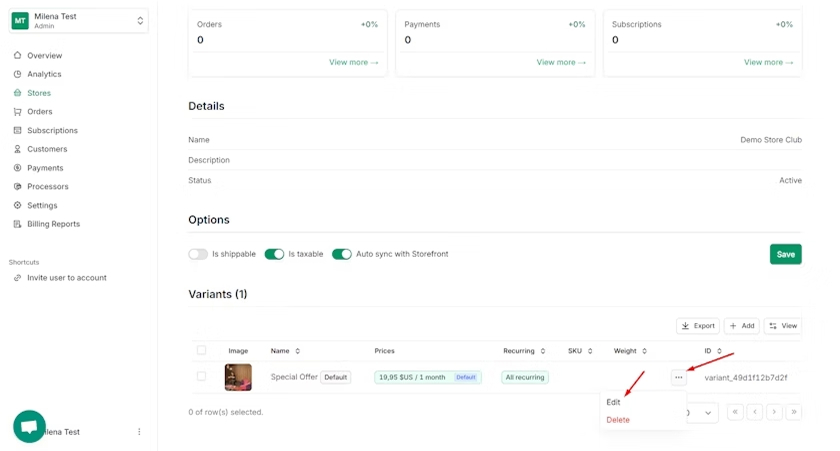 MT Milena Test
Admin
Overview
Analytics
Stores
Orders
Subscriptions
Customers
Payments
Processors
Settings
Billing Reports
Shortcuts
Invite user to account
lena Test
Orders +0%
0
View more →
Payments +0%
0
View more →
Subscriptions +0%
0
View more →
Details
Name Demo Store Club
Description
Status Active
Options
Is shippable Is taxable Auto sync with Storefront Save
Variants (1)
Export Add View
Image Name Prices Recurring SKU Weight ID
Special Offer Default 19,95 $US / 1 month Default All recurring variant_49d1f12b7d2f
Edit
Delete
0 of row(s) selected.